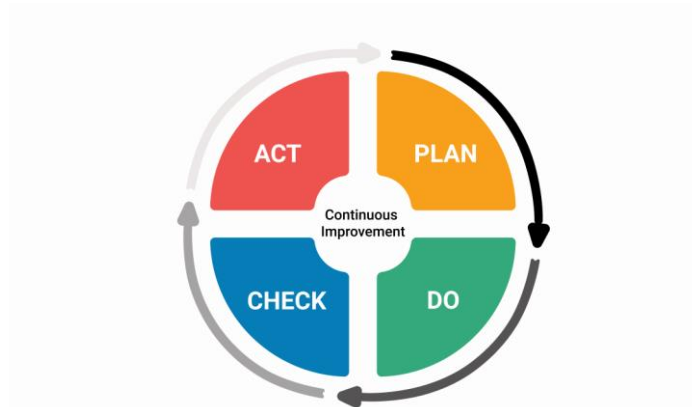 ACT
PLAN
Continuous
Improvement
CHECK
DO